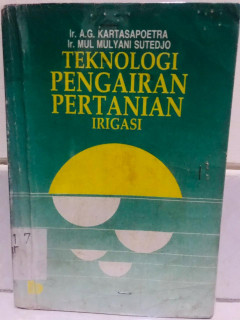 Ir. A.G. KARTASAPOETRA
Ir. MUL MULYANI SUTEDJO
TEKNOLOGI
PENGAIRAN
PERTANIAN
IRIGASI